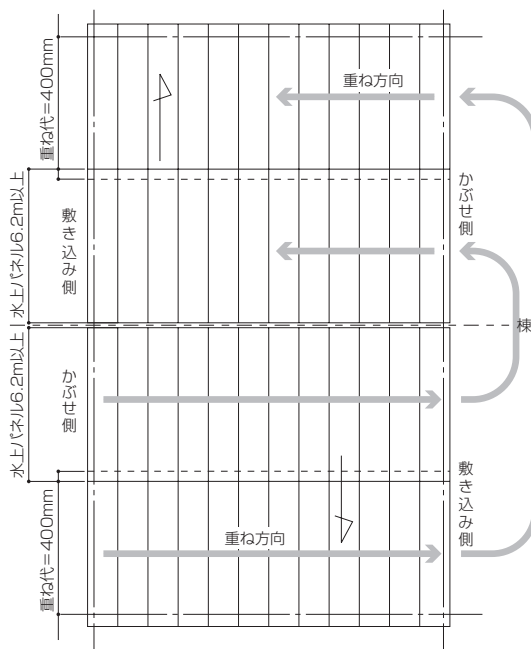 重ね代＝400mm
重ね方向
水上パネル6.2m以上
敷き込み側
かぶせ側
棟
水上パネル6.2m以上
かぶせ側
敷き込み側
重ね代＝400mm
重ね方向